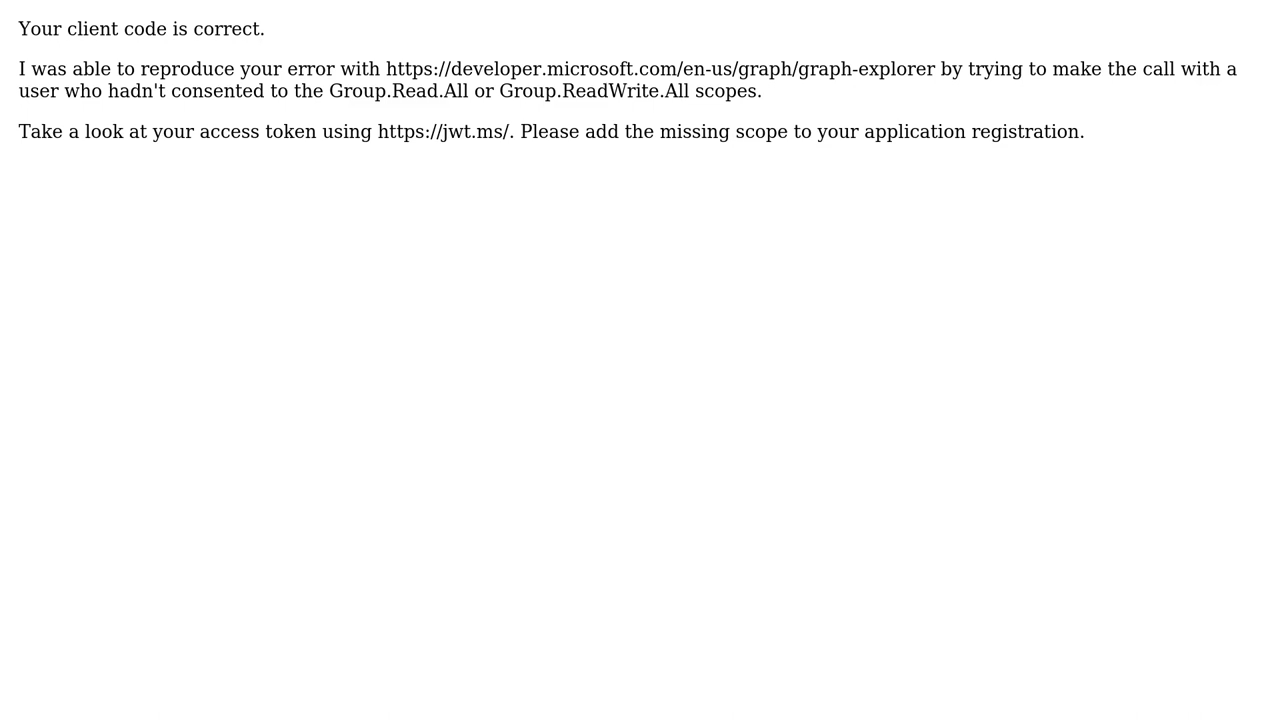 Your client code is correct.
I was able to reproduce your error with https://developer.microsoft.com/en-us/graph/graph-explorer by trying to make the call with a
user who hadn't consented to the Group.Read.All or Group.ReadWrite.All scopes.
Take a look at your access token using https://jwt.ms/. Please add the missing scope to your application registration.